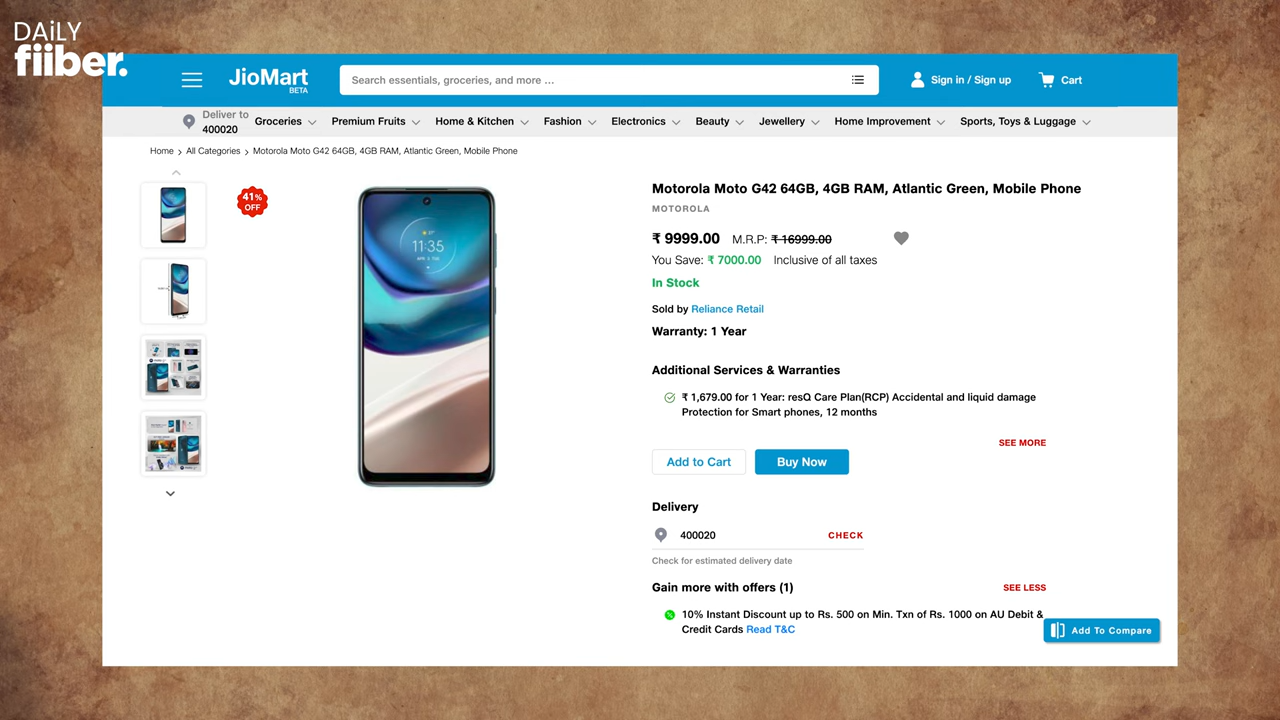 DAiLY
fiiber.
JioMart
BETA
Search essentials, groceries, and more ...
Sign in / Sign up
Cart
Deliver to
400020
Groceries
Premium Fruits
Home & Kitchen
Fashion
Electronics
Beauty
Jewellery
Home Improvement
Sports, Toys & Luggage
Home > All Categories > Motorola Moto G42 64GB, 4GB RAM, Atlantic Green, Mobile Phone
41%
OFF
11:35
Motorola Moto G42 64GB, 4GB RAM, Atlantic Green, Mobile Phone
MOTOROLA
₹ 9999.00 M.R.P: ₹ 16999.00
You Save: ₹ 7000.00 Inclusive of all taxes
In Stock
Sold by Reliance Retail
Warranty: 1 Year
Additional Services & Warranties
₹ 1,679.00 for 1 Year: resQ Care Plan(RCP) Accidental and liquid damage
Protection for Smart phones, 12 months
SEE MORE
Add to Cart
Buy Now
Delivery
400020
CHECK
Check for estimated delivery date
Gain more with offers (1)
SEE LESS
10% Instant Discount up to Rs. 500 on Min. Txn of Rs. 1000 on AU Debit &
Credit Cards Read T&C
Add To Compare